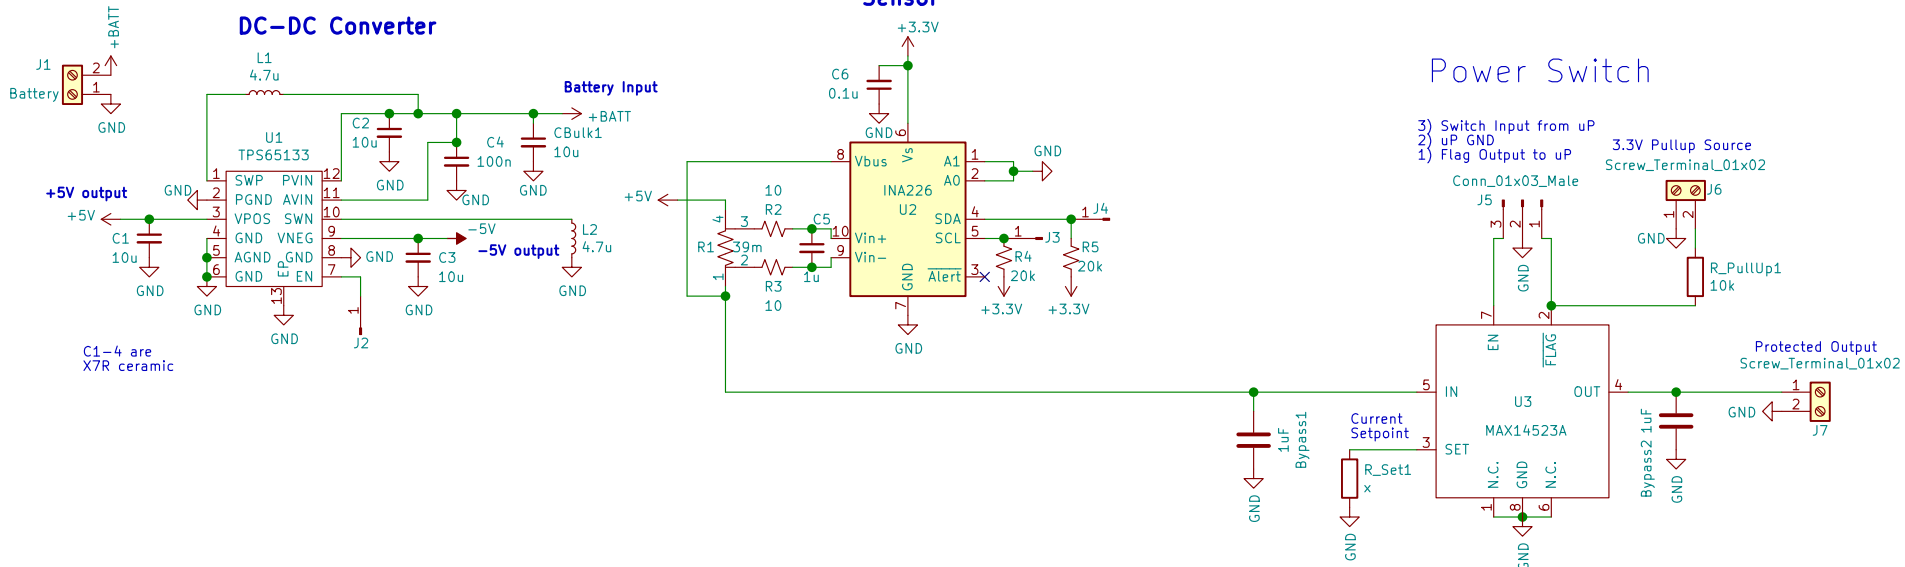 Sensor
DC-DC Converter
+BATT
J1
2
1
Battery
GND
L1
4.7u
Battery Input
+BATT
C2
10u
GND
C4
100n
GND
CBulk1
10u
GND
U1
TPS65133
1 SWP PVIN 12
2 PGND AVIN 11
3 VPOS SWN 10
4 GND VNEG 9
5 AGND GND 8
6 GND EN 7
EP
13
GND
GND
+5V output
+5V
C1
10u
GND
GND
-5V
-5V output
GND
C3
10u
GND
L2
4.7u
GND
1
J2
C1-4 are
X7R ceramic
+3.3V
C6
0.1u
GND
6
Vs
8 Vbus A1 1
A0 2
GND
INA226
U2
SDA 4
SCL 5
10 Vin+
9 Vin-
GND
Alert 3
7
GND
+5V
4
3
R1 39m
2
1
10
R2
C5
1u
R3
10
1 J4
1 J3
R4
20k
R5
20k
+3.3V
+3.3V
Power Switch
3) Switch Input from uP
2) uP GND
1) Flag Output to uP
Conn_01x03_Male
J5
3
2
1
GND
3.3V Pullup Source
Screw_Terminal_01x02
J6
1
2
GND
R_PullUp1
10k
7
2
EN
FLAG
5 IN OUT 4
U3
MAX14523A
3 SET
N.C.
GND
N.C.
1
8
6
GND
1uF
Bypass1
GND
Current
Setpoint
R_Set1
x
GND
Protected Output
Screw_Terminal_01x02
1
2
GND
J7
Bypass2 1uF
GND